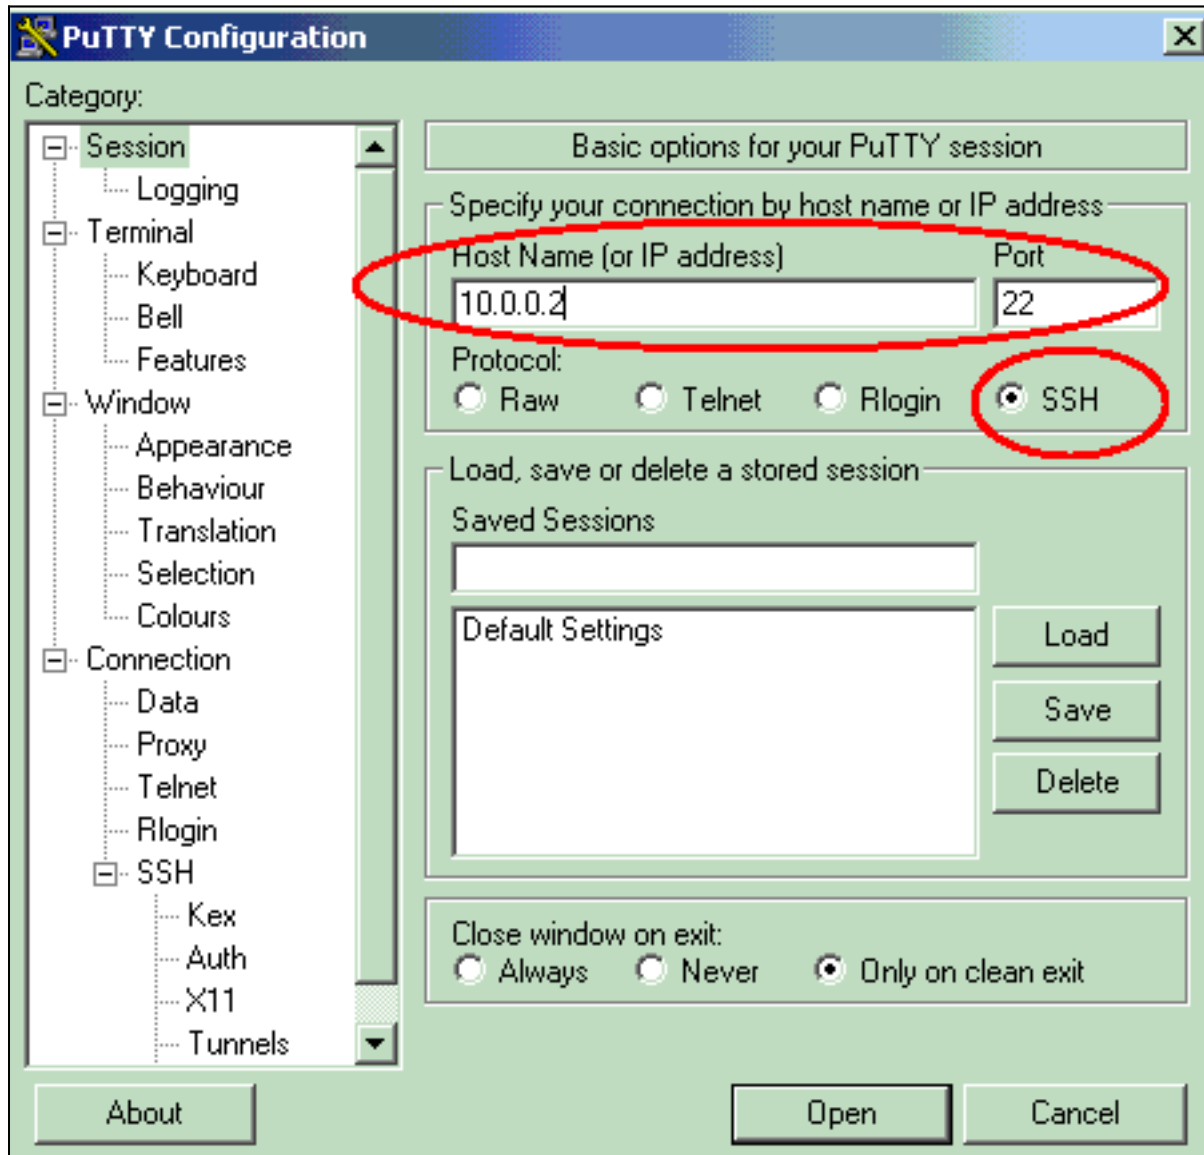 PuTTY Configuration
Category:
Session
Logging
Terminal
Keyboard
Bell
Features
Window
Appearance
Behaviour
Translation
Selection
Colours
Connection
Data
Proxy
Telnet
Rlogin
SSH
Kex
Auth
X11
Tunnels
Basic options for your PuTTY session
Specify your connection by host name or IP address
Host Name (or IP address) Port
10.0.0.2 22
Protocol:
Raw Telnet Rlogin SSH
Load, save or delete a stored session
Saved Sessions
Default Settings
Load
Save
Delete
Close window on exit:
Always Never Only on clean exit
About Open Cancel